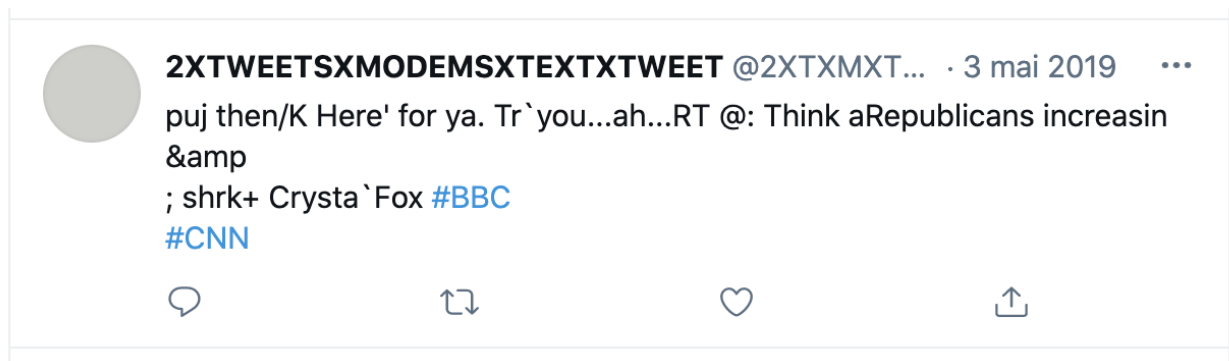 2XTWEETSXMODEMSXTEXTXTWEET @2XTXMXT... · 3 mai 2019
puj then/K Here' for ya. Tr`you...ah...RT @: Think aRepublicans increasin
&amp
; shrk+ Crysta`Fox #BBC
#CNN